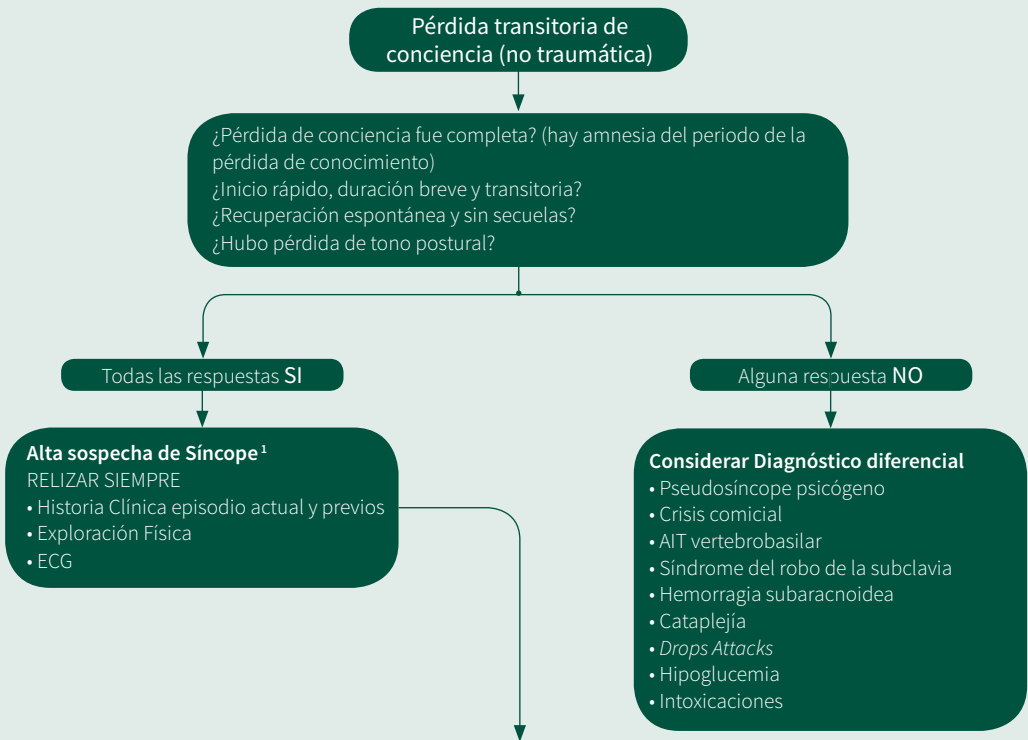 Pérdida transitoria de
conciencia (no traumática)
¿Pérdida de conciencia fue completa? (hay amnesia del periodo de la
pérdida de conocimiento)
¿Inicio rápido, duración breve y transitoria?
¿Recuperación espontánea y sin secuelas?
¿Hubo pérdida de tono postural?
Todas las respuestas SI
Alta sospecha de Síncope¹
RELIZAR SIEMPRE
• Historia Clínica episodio actual y previos
• Exploración Física
• ECG
Alguna respuesta NO
Considerar Diagnóstico diferencial
• Pseudosíncope psicógeno
• Crisis comicial
• AIT vertebrobasilar
• Síndrome del robo de la subclavia
• Hemorragia subaracnoidea
• Cataplejía
• Drops Attacks
• Hipoglucemia
• Intoxicaciones